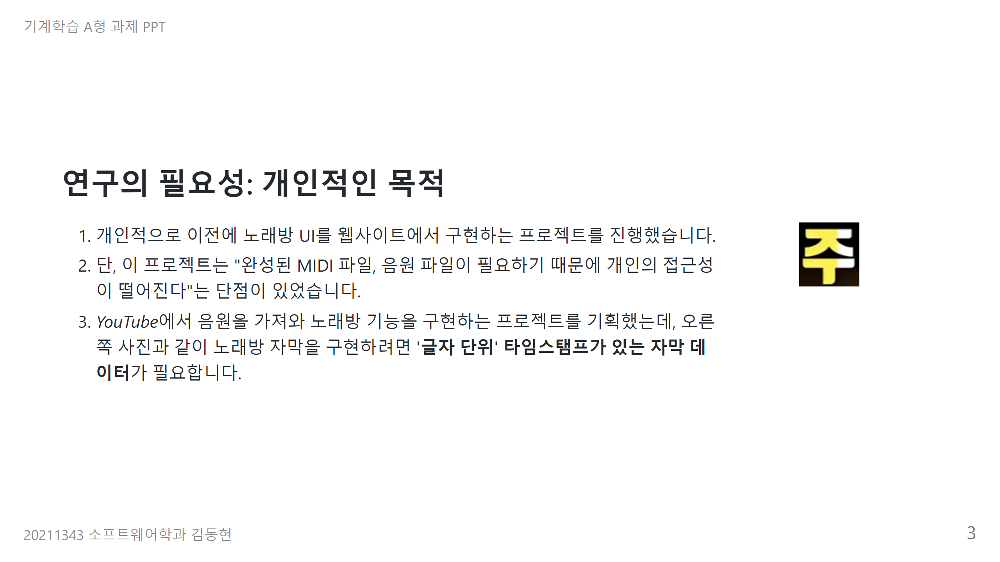 기계학습 A형 과제 PPT
연구의 필요성: 개인적인 목적
1. 개인적으로 이전에 노래방 UI를 웹사이트에서 구현하는 프로젝트를 진행했습니다.
2. 단, 이 프로젝트는 "완성된 MIDI 파일, 음원 파일이 필요하기 때문에 개인의 접근성
이 떨어진다"는 단점이 있었습니다.
3. YouTube에서 음원을 가져와 노래방 기능을 구현하는 프로젝트를 기획했는데, 오른
쪽 사진과 같이 노래방 자막을 구현하려면 '글자 단위' 타임스탬프가 있는 자막 데
이터가 필요합니다.
주
20211343 소프트웨어학과 김동현
3